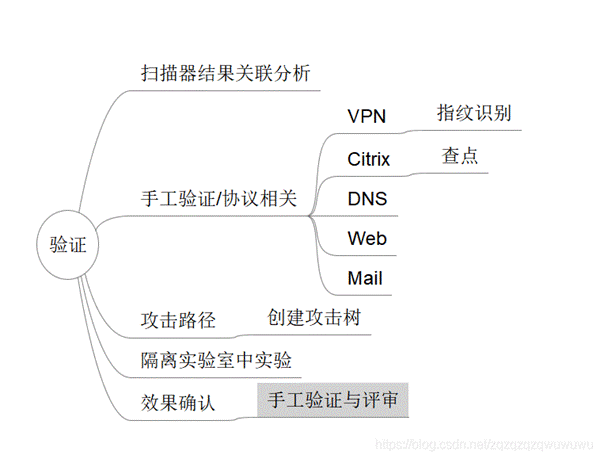 扫描器结果关联分析
VPN
指纹识别
Citrix
查点
手工验证/协议相关
DNS
验证
Web
Mail
攻击路径
创建攻击树
隔离实验室中实验
效果确认
手工验证与评审
https://blog.csdn.net/zqzqzqzqwuwuwu